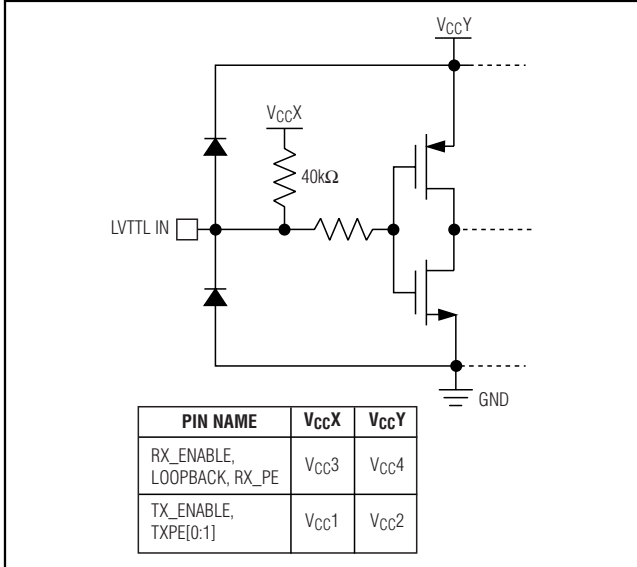 VCCY
VCCX
40kΩ
LVTTL IN
GND
PIN NAME VCCX VCCY
RX_ENABLE,
LOOPBACK, RX_PE VCC3 VCC4
TX_ENABLE,
TXPE[0:1] VCC1 VCC2